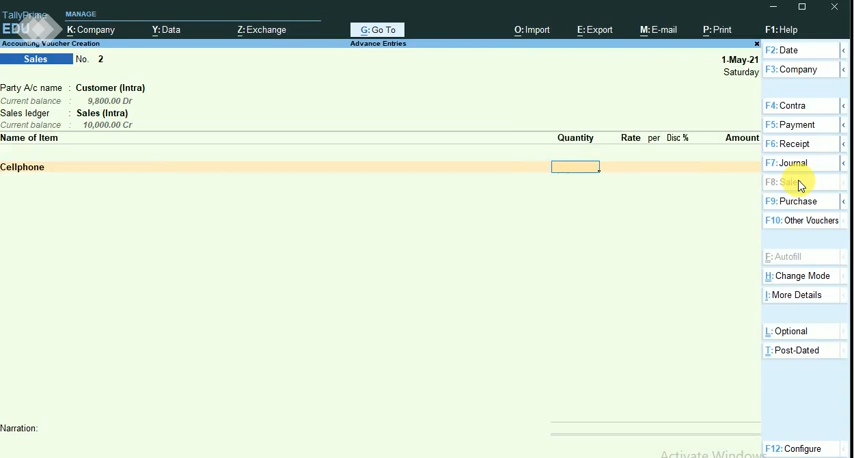 TallyPrime MANAGE
EDU K: Company Y: Data Z: Exchange G: Go To O: Import E: Export M: E-mail P: Print F1: Help
Accounting Voucher Creation Advance Entries ×
Sales No. 2 1-May-21
Saturday
Party A/c name : Customer (Intra)
Current balance : 9,800.00 Dr
Sales ledger : Sales (Intra)
Current balance : 10,000.00 Cr
Name of Item Quantity Rate per Disc % Amount
Cellphone
Narration:
F2: Date
F3: Company
F4: Contra
F5: Payment
F6: Receipt
F7: Journal
F8: Sales
F9: Purchase
F10: Other Vouchers
F: Autofill
H: Change Mode
I: More Details
L: Optional
T: Post-Dated
F12: Configure
Activate Windows